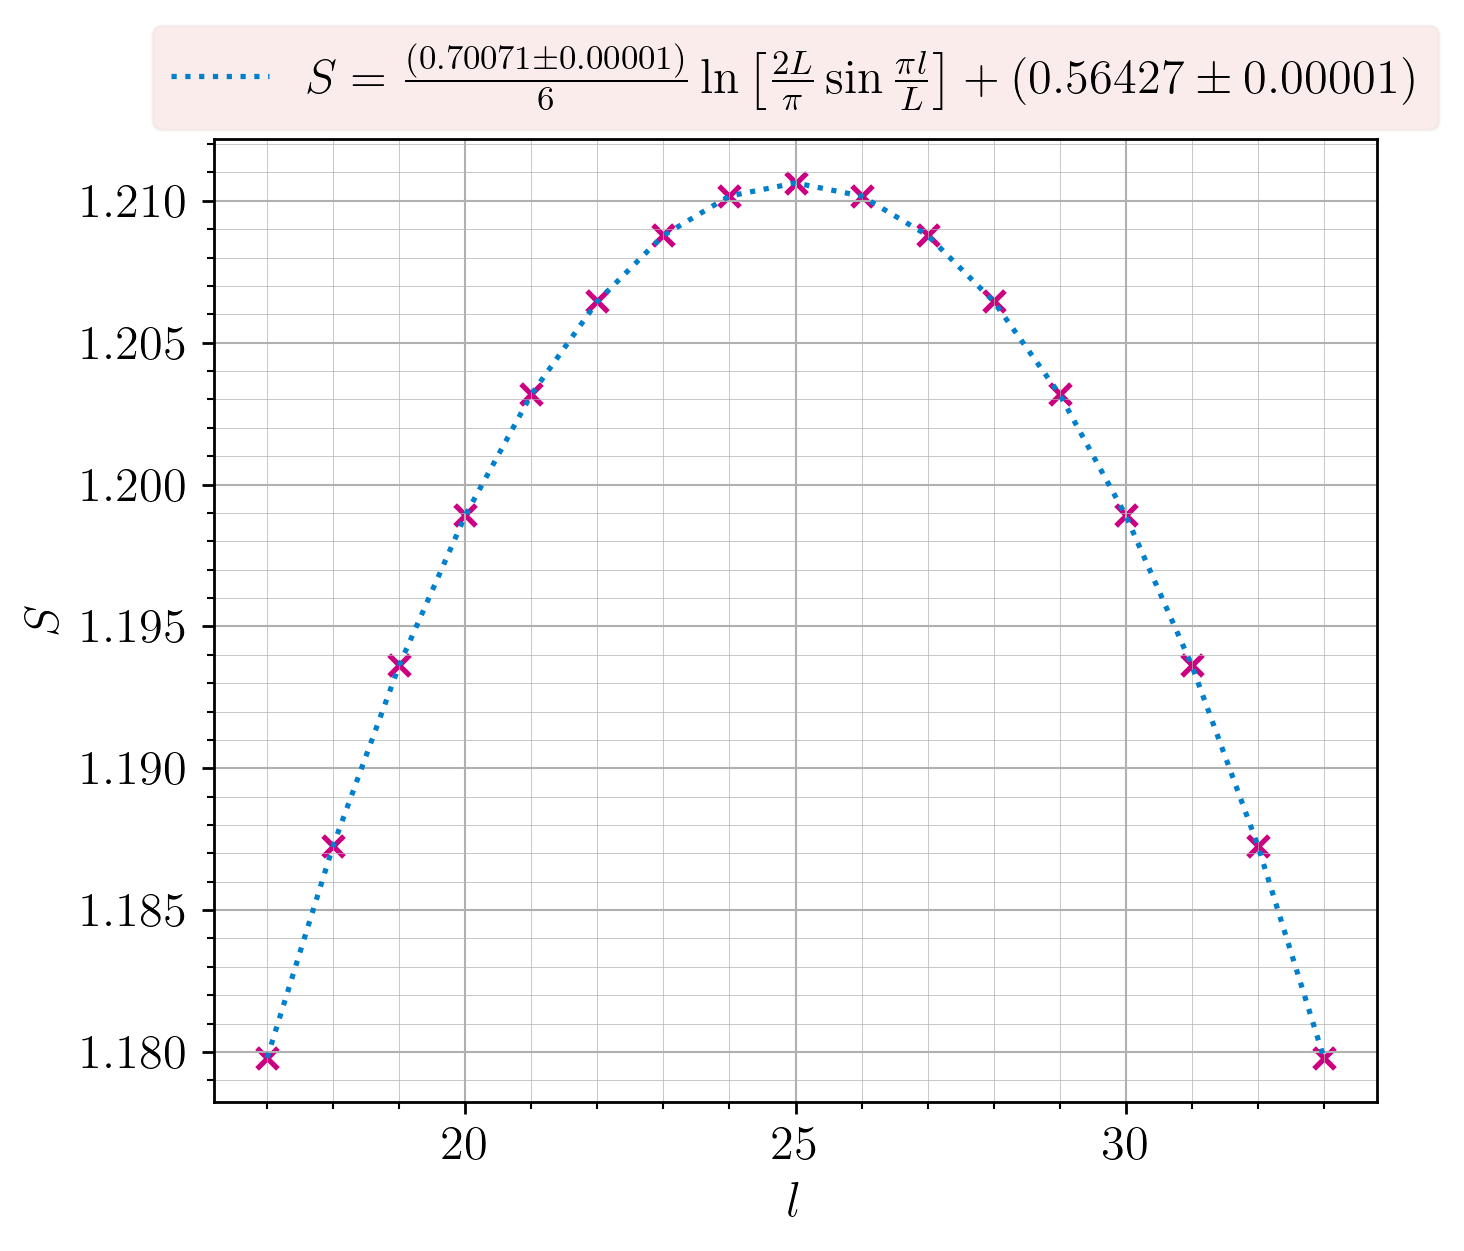 S = (0.70071±0.00001)/6 ln [2L/π sin πl/L] + (0.56427 ± 0.00001)
1.210
1.205
1.200
1.195
1.190
1.185
1.180
S
20 25 30
l